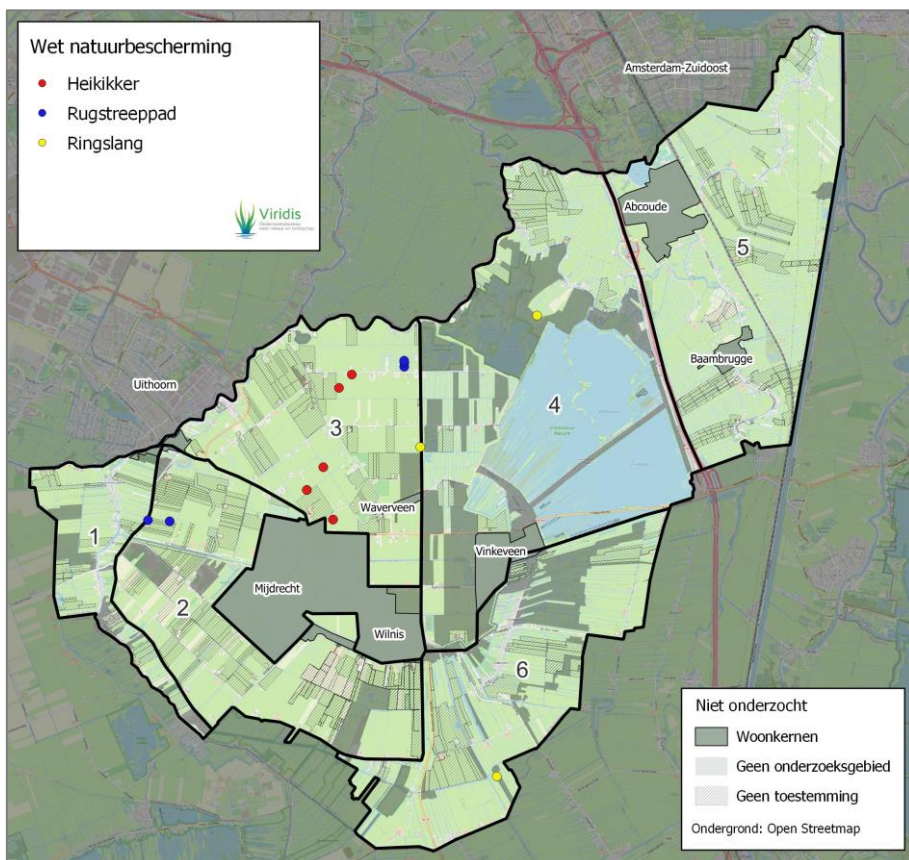 Wet natuurbescherming
Heikikker
Rugstreeppad
Ringslang
Viridis
Amsterdam-Zuidoost
Abcoude
5
Baambrugge
Uithoorn
3
4
Waverveen
1
Vinkeveen
Mijdrecht
2
Wilnis
6
Niet onderzocht
Woonkernen
Geen onderzoeksgebied
Geen toestemming
Ondergrond: Open Streetmap